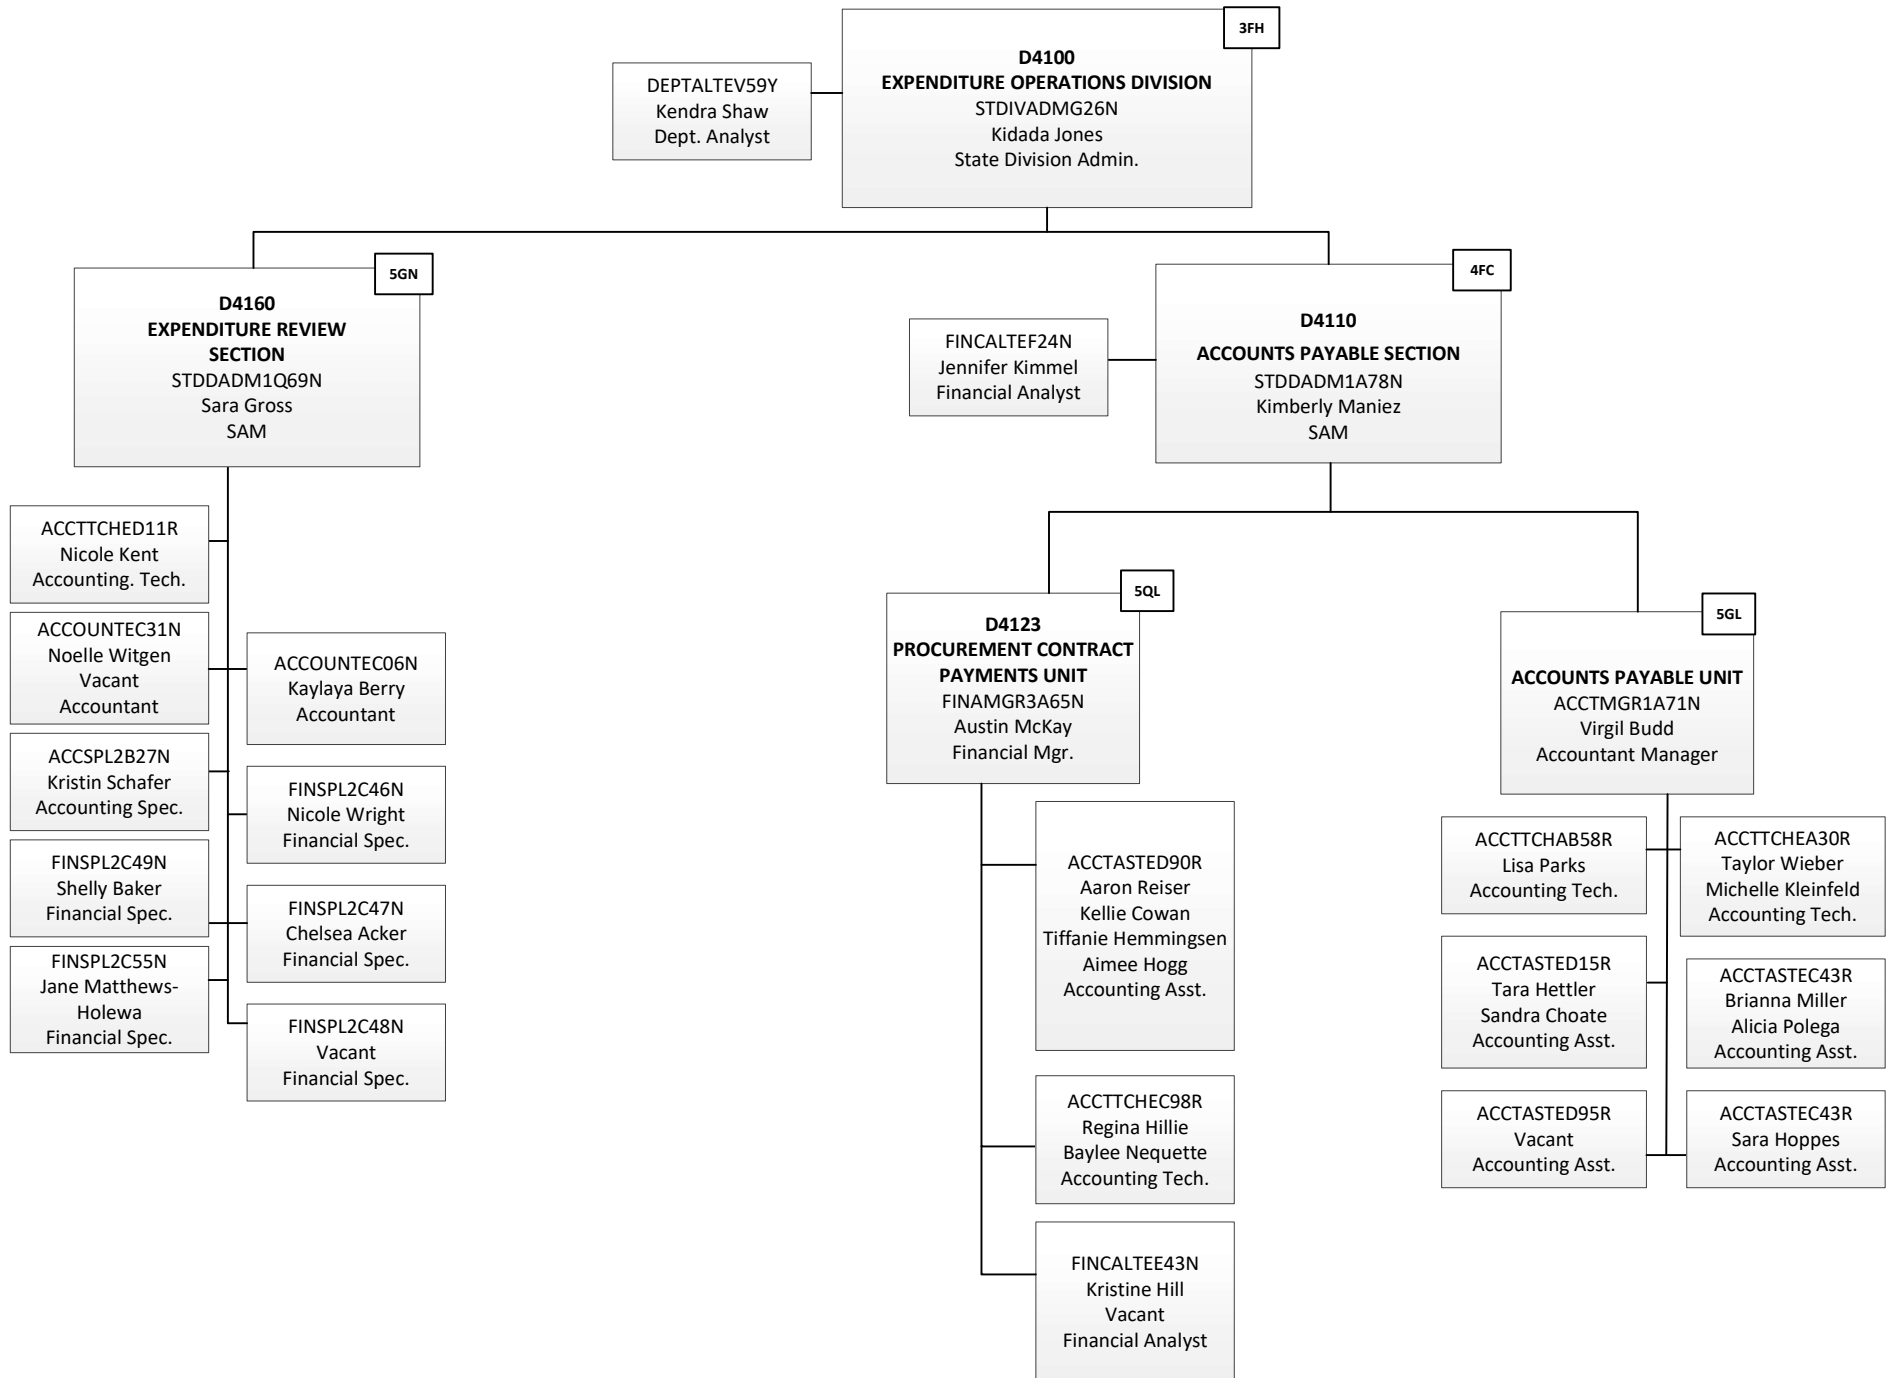 3FH
D4100
EXPENDITURE OPERATIONS DIVISION
STDIVADMG26N
Kidada Jones
State Division Admin.
DEPTALTEV59Y
Kendra Shaw
Dept. Analyst
5GN
D4160
EXPENDITURE REVIEW
SECTION
STDDADM1Q69N
Sara Gross
SAM
4FC
D4110
ACCOUNTS PAYABLE SECTION
STDDADM1A78N
Kimberly Maniez
SAM
FINCALTEF24N
Jennifer Kimmel
Financial Analyst
ACCTTCHED11R
Nicole Kent
Accounting. Tech.
ACCOUNTEC31N
Noelle Witgen
Vacant
Accountant
ACCOUNTEC06N
Kaylaya Berry
Accountant
ACCSPL2B27N
Kristin Schafer
Accounting Spec.
FINSPL2C46N
Nicole Wright
Financial Spec.
FINSPL2C49N
Shelly Baker
Financial Spec.
FINSPL2C47N
Chelsea Acker
Financial Spec.
FINSPL2C55N
Jane Matthews-
Holewa
Financial Spec.
FINSPL2C48N
Vacant
Financial Spec.
5QL
D4123
PROCUREMENT CONTRACT
PAYMENTS UNIT
FINAMGR3A65N
Austin McKay
Financial Mgr.
ACCTASTED90R
Aaron Reiser
Kellie Cowan
Tiffanie Hemmingsen
Aimee Hogg
Accounting Asst.
ACCTTCHEC98R
Regina Hillie
Baylee Nequette
Accounting Tech.
FINCALTEE43N
Kristine Hill
Vacant
Financial Analyst
5GL
ACCOUNTS PAYABLE UNIT
ACCTMGR1A71N
Virgil Budd
Accountant Manager
ACCTTCHAB58R
Lisa Parks
Accounting Tech.
ACCTTCHEA30R
Taylor Wieber
Michelle Kleinfeld
Accounting Tech.
ACCTASTED15R
Tara Hettler
Sandra Choate
Accounting Asst.
ACCTASTEC43R
Brianna Miller
Alicia Polega
Accounting Asst.
ACCTASTED95R
Vacant
Accounting Asst.
ACCTASTEC43R
Sara Hoppes
Accounting Asst.